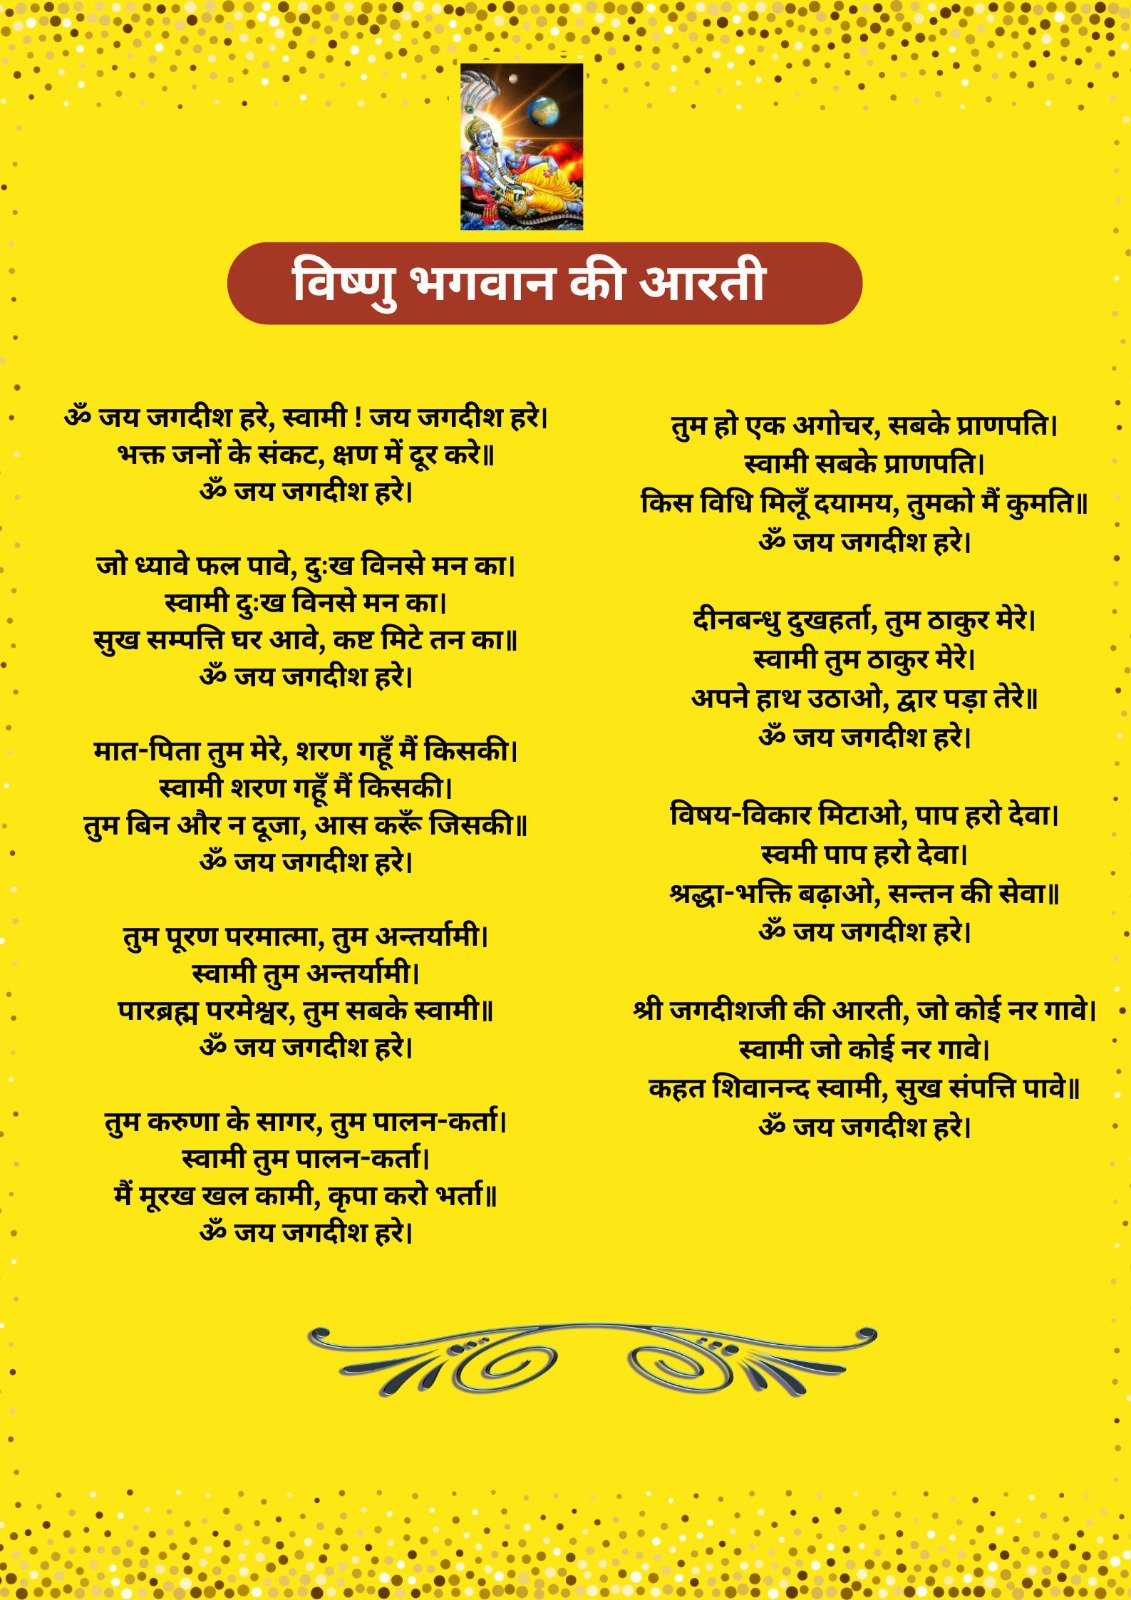 विष्णु भगवान की आरती
ॐ जय जगदीश हरे, स्वामी ! जय जगदीश हरे।
भक्त जनों के संकट, क्षण में दूर करे॥
ॐ जय जगदीश हरे।
जो ध्यावे फल पावे, दुःख विनसे मन का।
स्वामी दुःख विनसे मन का।
सुख सम्पत्ति घर आवे, कष्ट मिटे तन का॥
ॐ जय जगदीश हरे।
मात-पिता तुम मेरे, शरण गहूँ मैं किसकी।
स्वामी शरण गहूँ मैं किसकी।
तुम बिन और न दूजा, आस करूँ जिसकी॥
ॐ जय जगदीश हरे।
तुम पूरण परमात्मा, तुम अन्तर्यामी।
स्वामी तुम अन्तर्यामी।
पारब्रह्म परमेश्वर, तुम सबके स्वामी॥
ॐ जय जगदीश हरे।
तुम करुणा के सागर, तुम पालन-कर्ता।
स्वामी तुम पालन-कर्ता।
मैं मूरख खल कामी, कृपा करो भर्ता॥
ॐ जय जगदीश हरे।
तुम हो एक अगोचर, सबके प्राणपति।
स्वामी सबके प्राणपति।
किस विधि मिलूँ दयामय, तुमको मैं कुमति॥
ॐ जय जगदीश हरे।
दीनबन्धु दुखहर्ता, तुम ठाकुर मेरे।
स्वामी तुम ठाकुर मेरे।
अपने हाथ उठाओ, द्वार पड़ा तेरे॥
ॐ जय जगदीश हरे।
विषय-विकार मिटाओ, पाप हरो देवा।
स्वमी पाप हरो देवा।
श्रद्धा-भक्ति बढ़ाओ, सन्तन की सेवा॥
ॐ जय जगदीश हरे।
श्री जगदीशजी की आरती, जो कोई नर गावे।
स्वामी जो कोई नर गावे।
कहत शिवानन्द स्वामी, सुख संपत्ति पावे॥
ॐ जय जगदीश हरे।